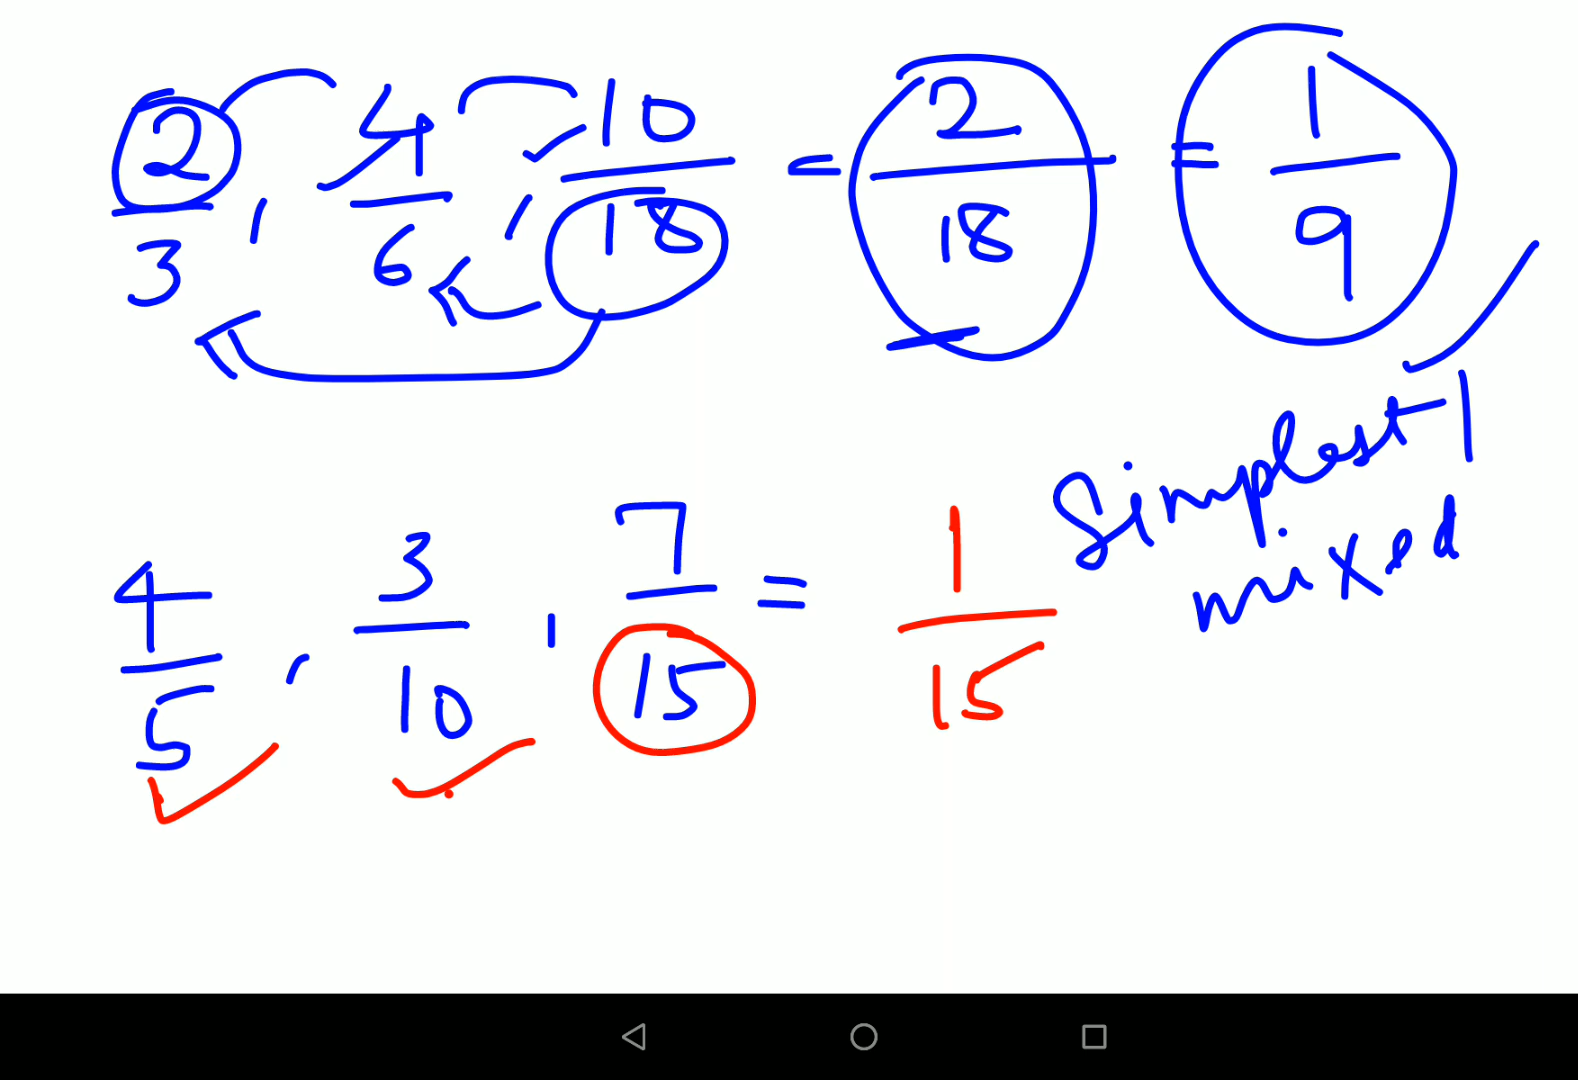 2/3, 4/6, 10/18 = 2/18 = 1/9
Simplest
mixed
4/5, 3/10, 7/15 = 1/15